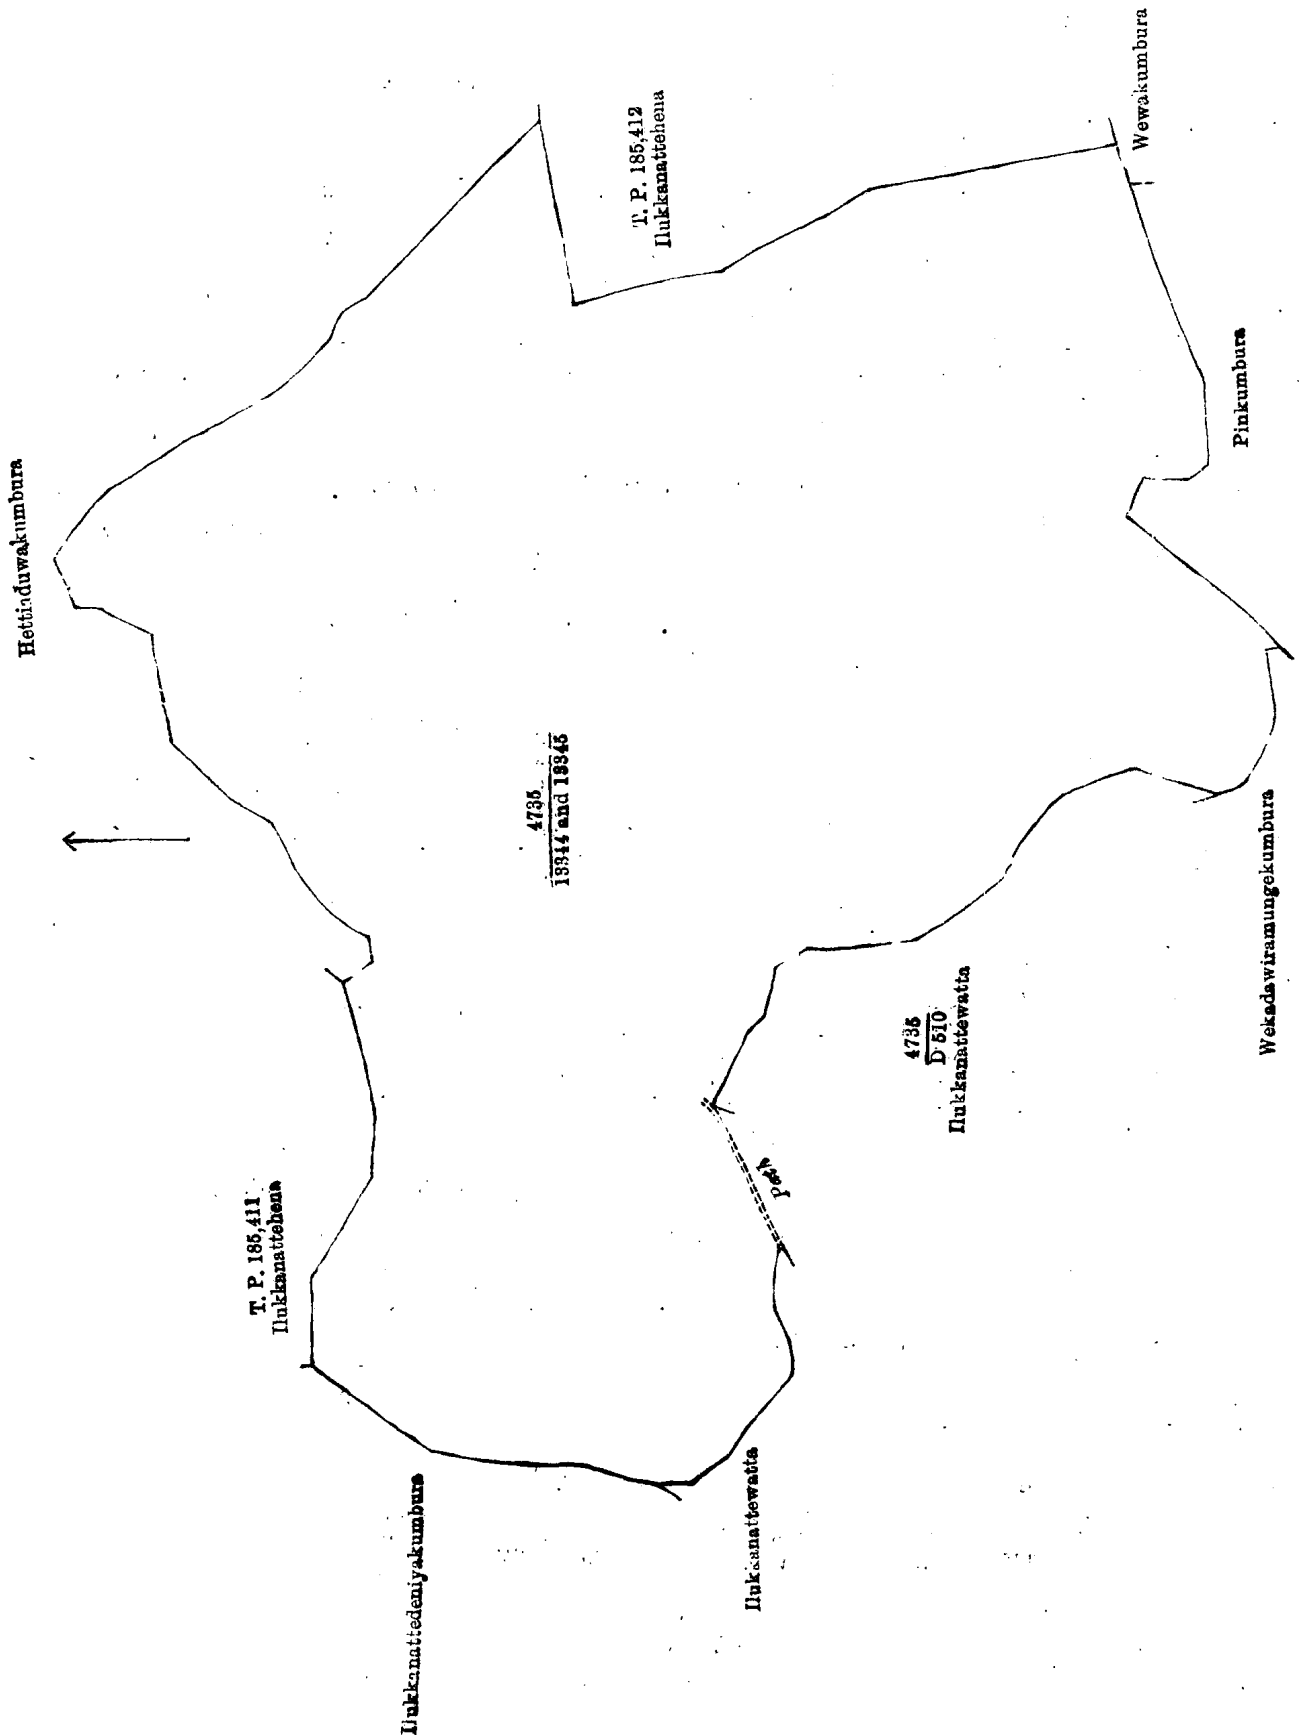 Hettiaduwakumbura
T. P. 185,412
Ilukkanattehena
Wewakumbura
Pinkumbura
4735
13344 and 13345
T. P. 185,411
Ilukkanattehena
Path
4735
D 510
Ilukkanattewatta
Wekadawiramungekumbura
Ilukkanattewatta
Ilukkanattedeniyakumbura